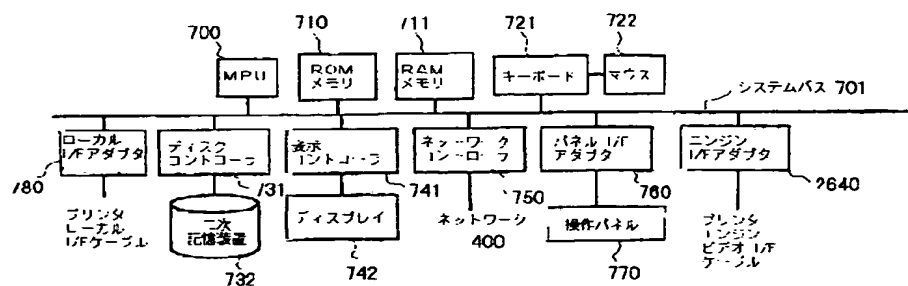 700
710
711
721
722
MPU
ROM
メモリ
RAM
メモリ
キーボード
マウス
システムバス 701
ローカル
I/Fアダプタ
ディスク
コントローラ
表示
コントローラ
ネットワーク
コントローラ
パネル I/F
アダプタ
エンジン
I/Fアダプタ
780
731
741
750
760
2640
プリンタ
ローカル
I/Fケーブル
二次
記憶装置
ディスプレイ
ネットワーク
400
操作パネル
プリンタ
エンジン
ビデオ I/F
ケーブル
732
742
770